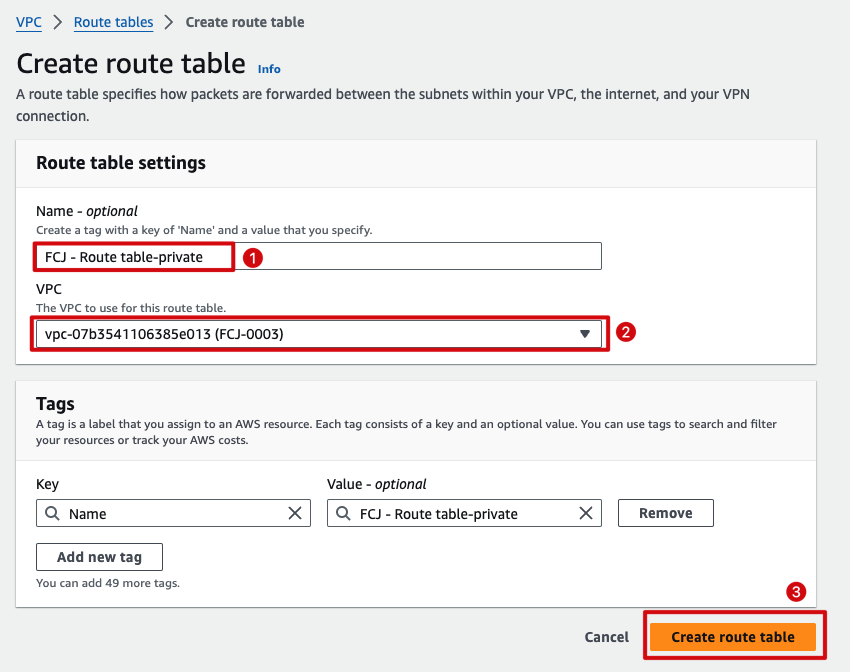 VPC > Route tables > Create route table
Create route table Info
A route table specifies how packets are forwarded between the subnets within your VPC, the internet, and your VPN
connection.
Route table settings
Name - optional
Create a tag with a key of 'Name' and a value that you specify.
FCJ - Route table-private 1
VPC
The VPC to use for this route table.
vpc-07b3541106385e013 (FCJ-0003) 2
Tags
A tag is a label that you assign to an AWS resource. Each tag consists of a key and an optional value. You can use tags to search and filter
your resources or track your AWS costs.
Key Value - optional
Name FCJ - Route table-private Remove
Add new tag
You can add 49 more tags.
3
Cancel Create route table